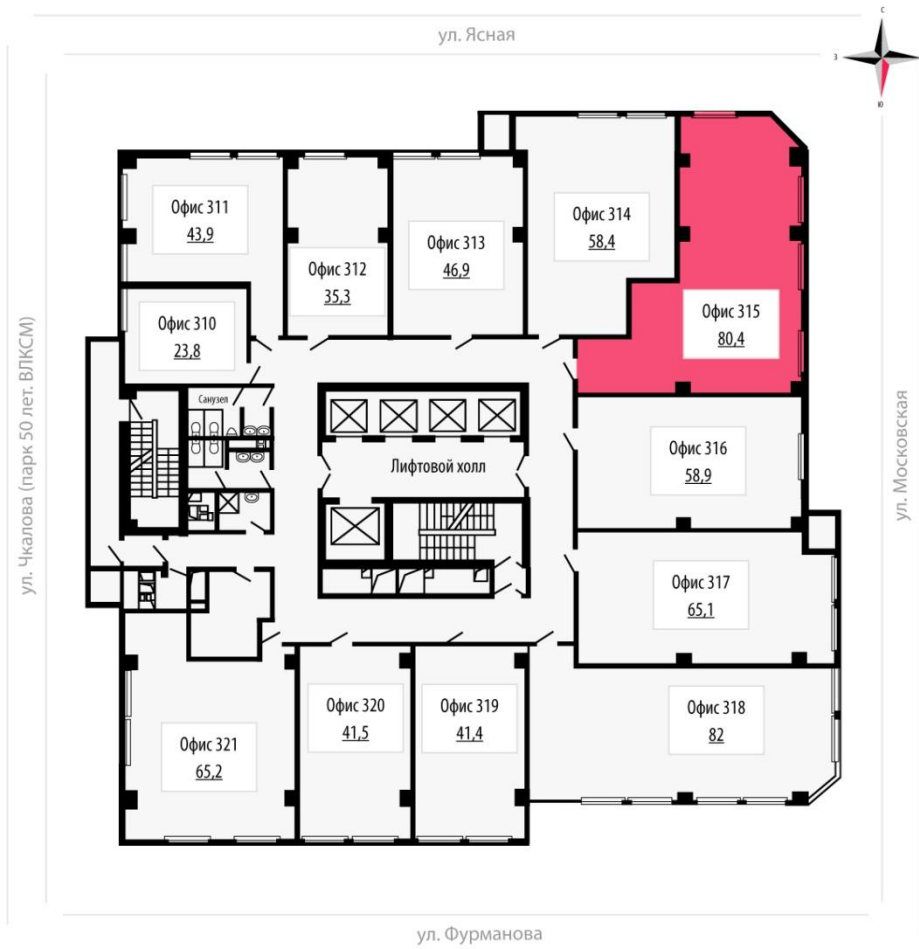 ул. Ясная
С
З
Ю
Офис 311
43,9
Офис 312
35,3
Офис 313
46,9
Офис 314
58,4
Офис 315
80,4
Офис 310
23,8
Санузел
Лифтовой холл
Офис 316
58,9
Офис 317
65,1
Офис 318
82
Офис 319
41,4
Офис 320
41,5
Офис 321
65,2
ул. Чкалова (парк 50 лет. ВЛКСМ)
ул. Московская
ул. Фурманова